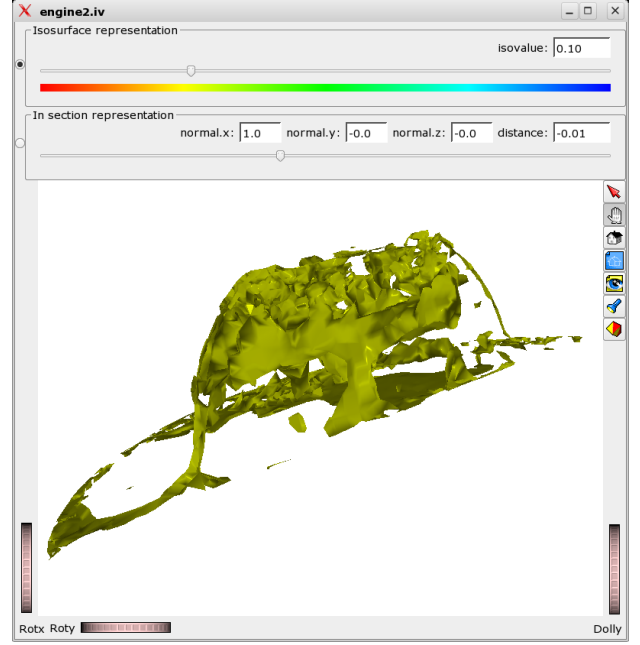 engine2.iv
Isosurface representation
isovalue: 0.10
In section representation
normal.x: 1.0 normal.y: -0.0 normal.z: -0.0 distance: -0.01
Rotx Roty Dolly